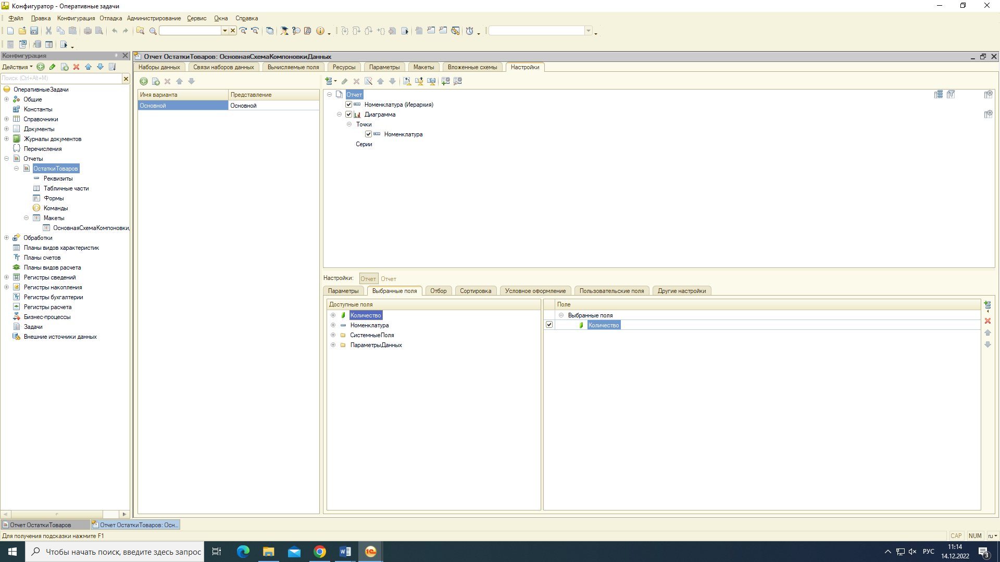 Конфигуратор - Оперативные задачи
Файл Правка Конфигурация Отладка Администрирование Сервис Окна Справка
Конфигурация
Действия
Поиск (Ctrl+Alt+M)
ОперативныеЗадачи
Общие
Константы
Справочники
Документы
Журналы документов
Перечисления
Отчеты
ОстаткиТоваров
Реквизиты
Табличные части
Формы
Команды
Макеты
ОсновнаяСхемаКомпоновки
Обработки
Планы видов характеристик
Планы счетов
Планы видов расчета
Регистры сведений
Регистры накопления
Регистры бухгалтерии
Регистры расчета
Бизнес-процессы
Задачи
Внешние источники данных
Отчет ОстаткиТоваров: ОсновнаяСхемаКомпоновкиДанных
Наборы данных Связи наборов данных Вычисляемые поля Ресурсы Параметры Макеты Вложенные схемы Настройки
Имя варианта Представление
Основной Основной
Отчет
Номенклатура (Иерархия)
Диаграмма
Точки
Номенклатура
Серии
Настройки: Отчет Отчет
Параметры Выбранные поля Отбор Сортировка Условное оформление Пользовательские поля Другие настройки
Доступные поля
Количество
Номенклатура
СистемныеПоля
ПараметрыДанных
Поле
Выбранные поля
Количество
Отчет ОстаткиТоваров Отчет ОстаткиТоваров: Осн...
Для получения подсказки нажмите F1 CAP NUM ru
Чтобы начать поиск, введите здесь запрос
РУС 11:14
14.12.2022
3